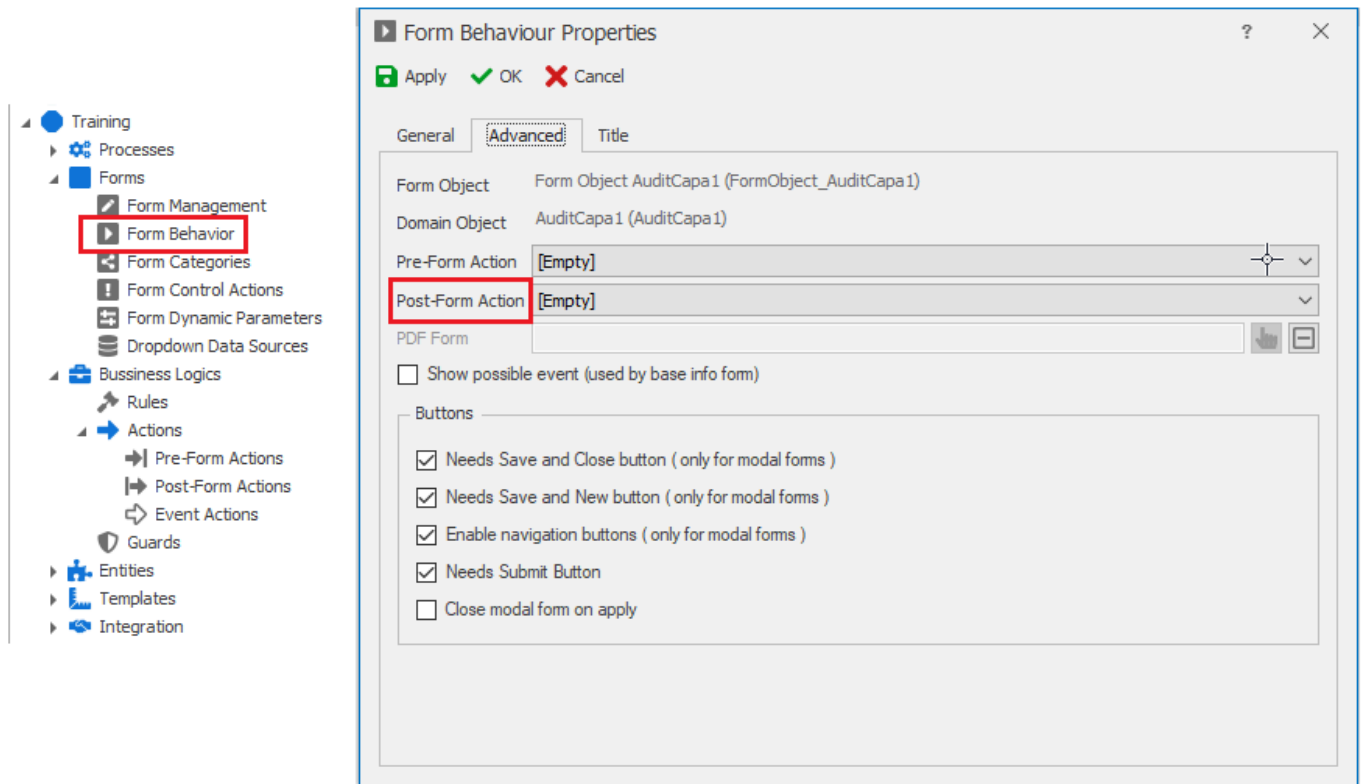 Training
Processes
Forms
Form Management
Form Behavior
Form Categories
Form Control Actions
Form Dynamic Parameters
Dropdown Data Sources
Bussiness Logics
Rules
Actions
Pre-Form Actions
Post-Form Actions
Event Actions
Guards
Entities
Templates
Integration
Form Behaviour Properties ?
Apply OK Cancel
General Advanced Title
Form Object Form Object AuditCapa1 (FormObject_AuditCapa1)
Domain Object AuditCapa1 (AuditCapa1)
Pre-Form Action [Empty]
Post-Form Action [Empty]
PDF Form
Show possible event (used by base info form)
Buttons
Needs Save and Close button ( only for modal forms )
Needs Save and New button ( only for modal forms )
Enable navigation buttons ( only for modal forms )
Needs Submit Button
Close modal form on apply